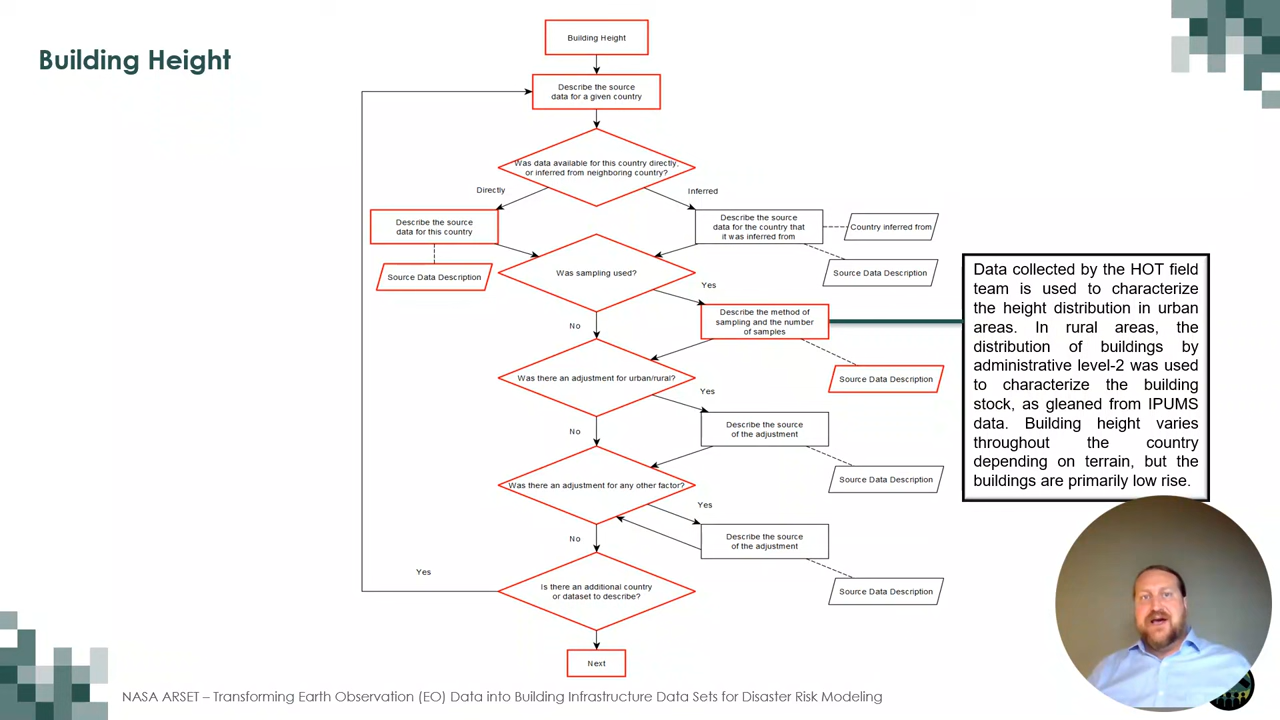 Building Height
Building Height
Describe the source
data for a given country
Was data available for this country directly,
or inferred from neighboring country?
Directly
Inferred
Describe the source
data for this country
Describe the source
data for the country that
it was inferred from
Country inferred from
Source Data Description
Source Data Description
Was sampling used?
Yes
Describe the method of
sampling and the number
of samples
No
Source Data Description
Was there an adjustment for urban/rural?
Yes
Describe the source
of the adjustment
No
Source Data Description
Was there an adjustment for any other factor?
Yes
Describe the source
of the adjustment
No
Source Data Description
Is there an additional country
or dataset to describe?
Yes
Next
Data collected by the HOT field
team is used to characterize
the height distribution in urban
areas. In rural areas, the
distribution of buildings by
administrative level-2 was used
to characterize the building
stock, as gleaned from IPUMS
data. Building height varies
throughout the country
depending on terrain, but the
buildings are primarily low rise.
NASA ARSET – Transforming Earth Observation (EO) Data into Building Infrastructure Data Sets for Disaster Risk Modeling